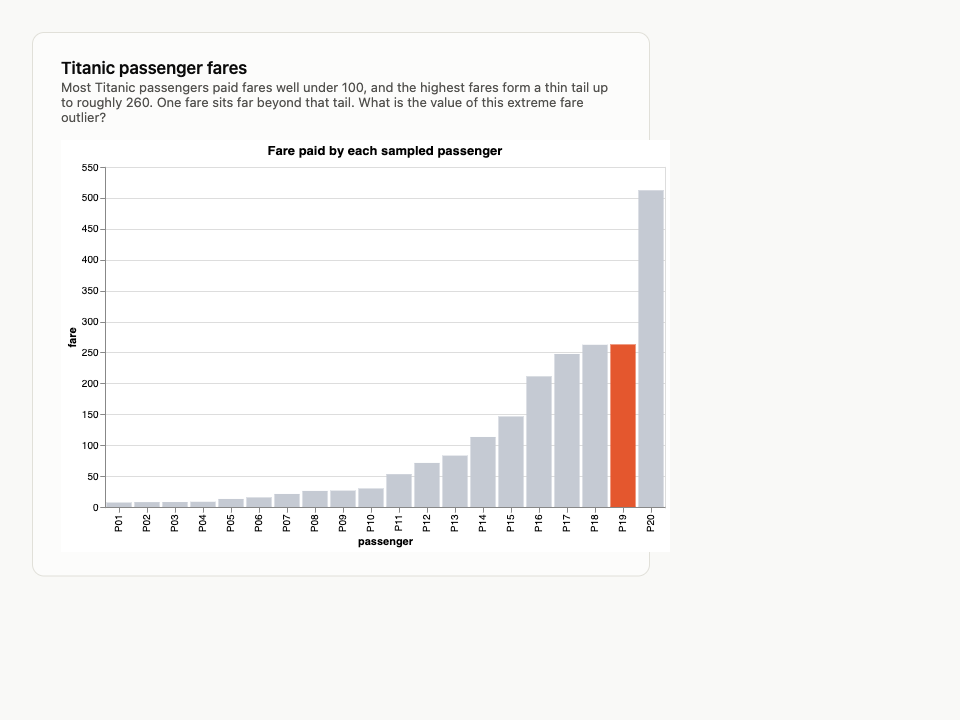 Titanic passenger fares
Most Titanic passengers paid fares well under 100, and the highest fares form a thin tail up
to roughly 260. One fare sits far beyond that tail. What is the value of this extreme fare
outlier?
Fare paid by each sampled passenger
550
500
450
400
350
300
250
200
150
100
50
0
fare
P01
P02
P03
P04
P05
P06
P07
P08
P09
P10
P11
P12
P13
P14
P15
P16
P17
P18
P19
P20
passenger